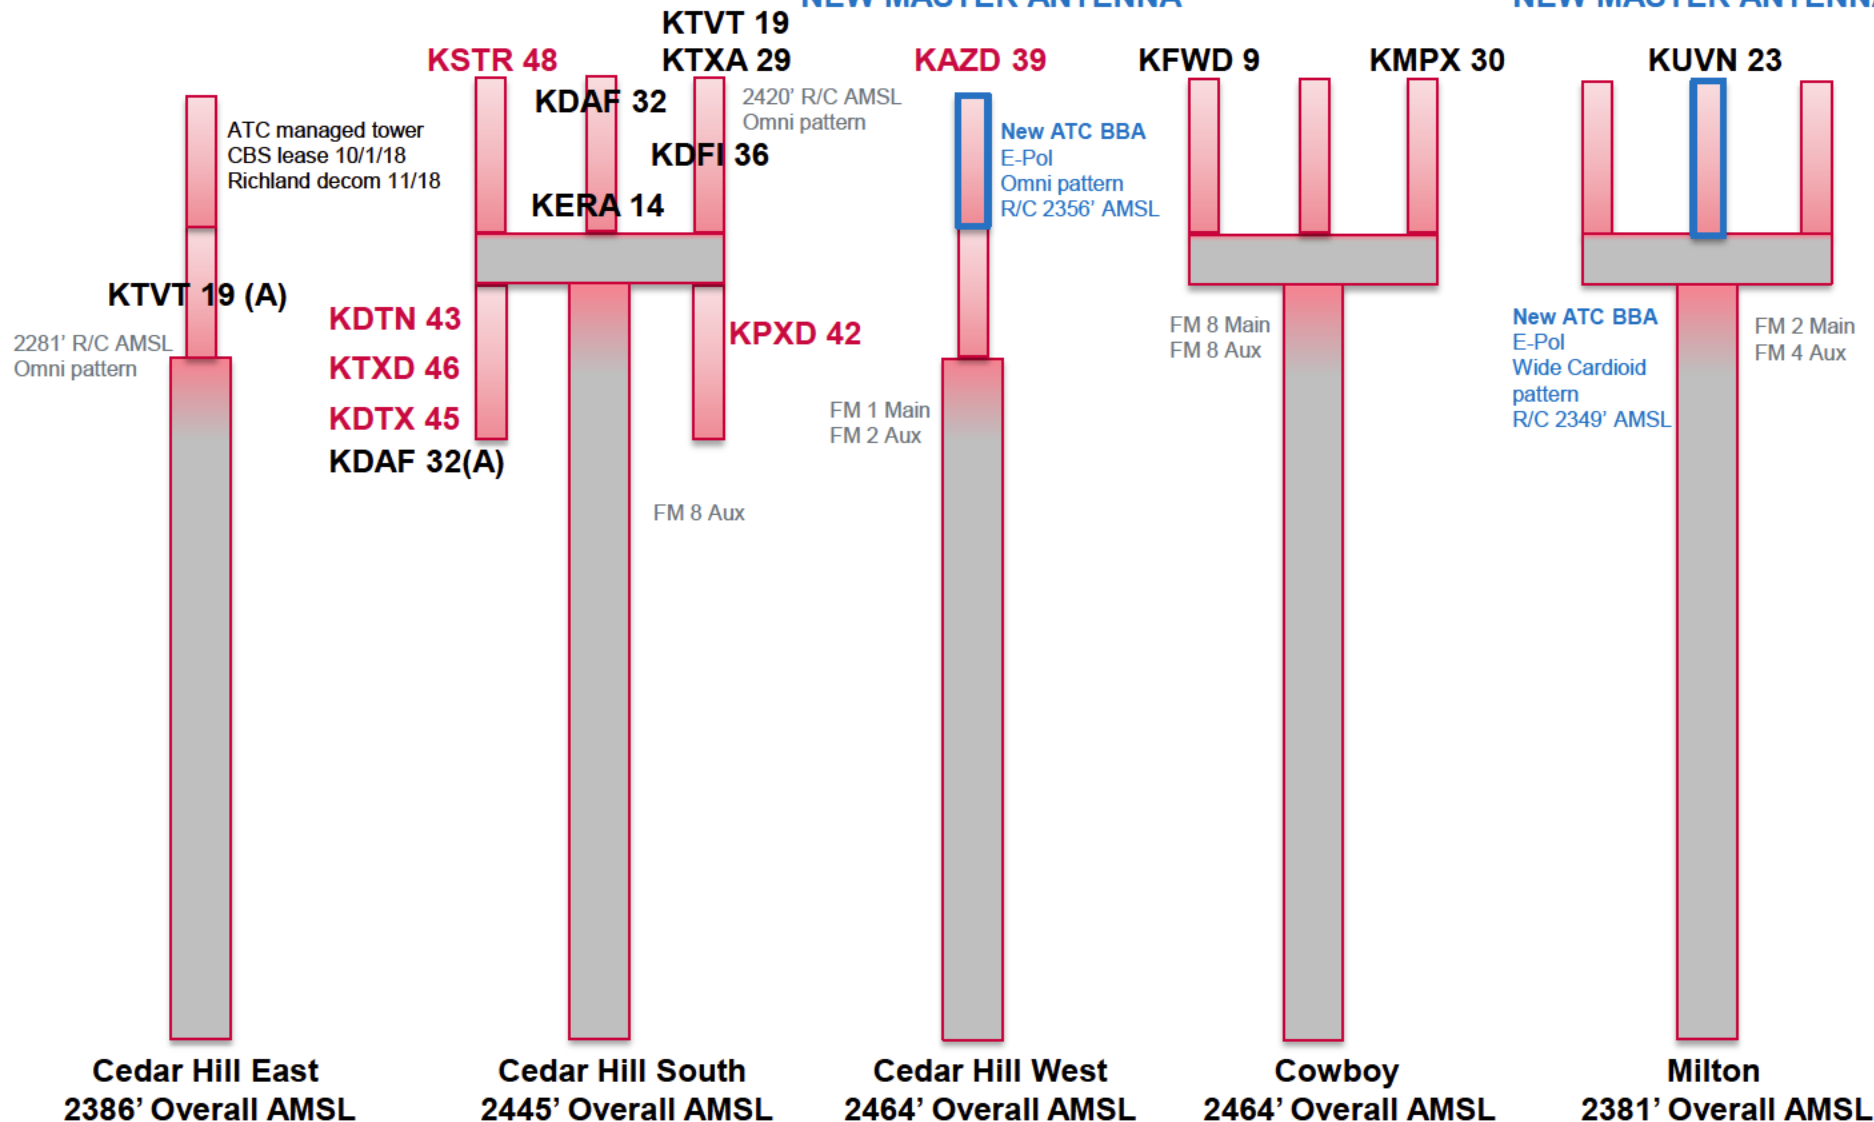 NEW MASTER ANTENNA
NEW MASTER ANTENNA
KTVT 19
KTXA 29
KSTR 48
KDAF 32
KDFI 36
KERA 14
2420’ R/C AMSL
Omni pattern
KAZD 39
KFWD 9
KMPX 30
KUVN 23
ATC managed tower
CBS lease 10/1/18
Richland decom 11/18
New ATC BBA
E-Pol
Omni pattern
R/C 2356’ AMSL
KTVT 19 (A)
2281’ R/C AMSL
Omni pattern
KDTN 43
KTXD 46
KDTX 45
KDAF 32(A)
KPXD 42
FM 8 Aux
FM 1 Main
FM 2 Aux
FM 8 Main
FM 8 Aux
New ATC BBA
E-Pol
Wide Cardioid
pattern
R/C 2349’ AMSL
FM 2 Main
FM 4 Aux
Cedar Hill East
2386’ Overall AMSL
Cedar Hill South
2445’ Overall AMSL
Cedar Hill West
2464’ Overall AMSL
Cowboy
2464’ Overall AMSL
Milton
2381’ Overall AMSL